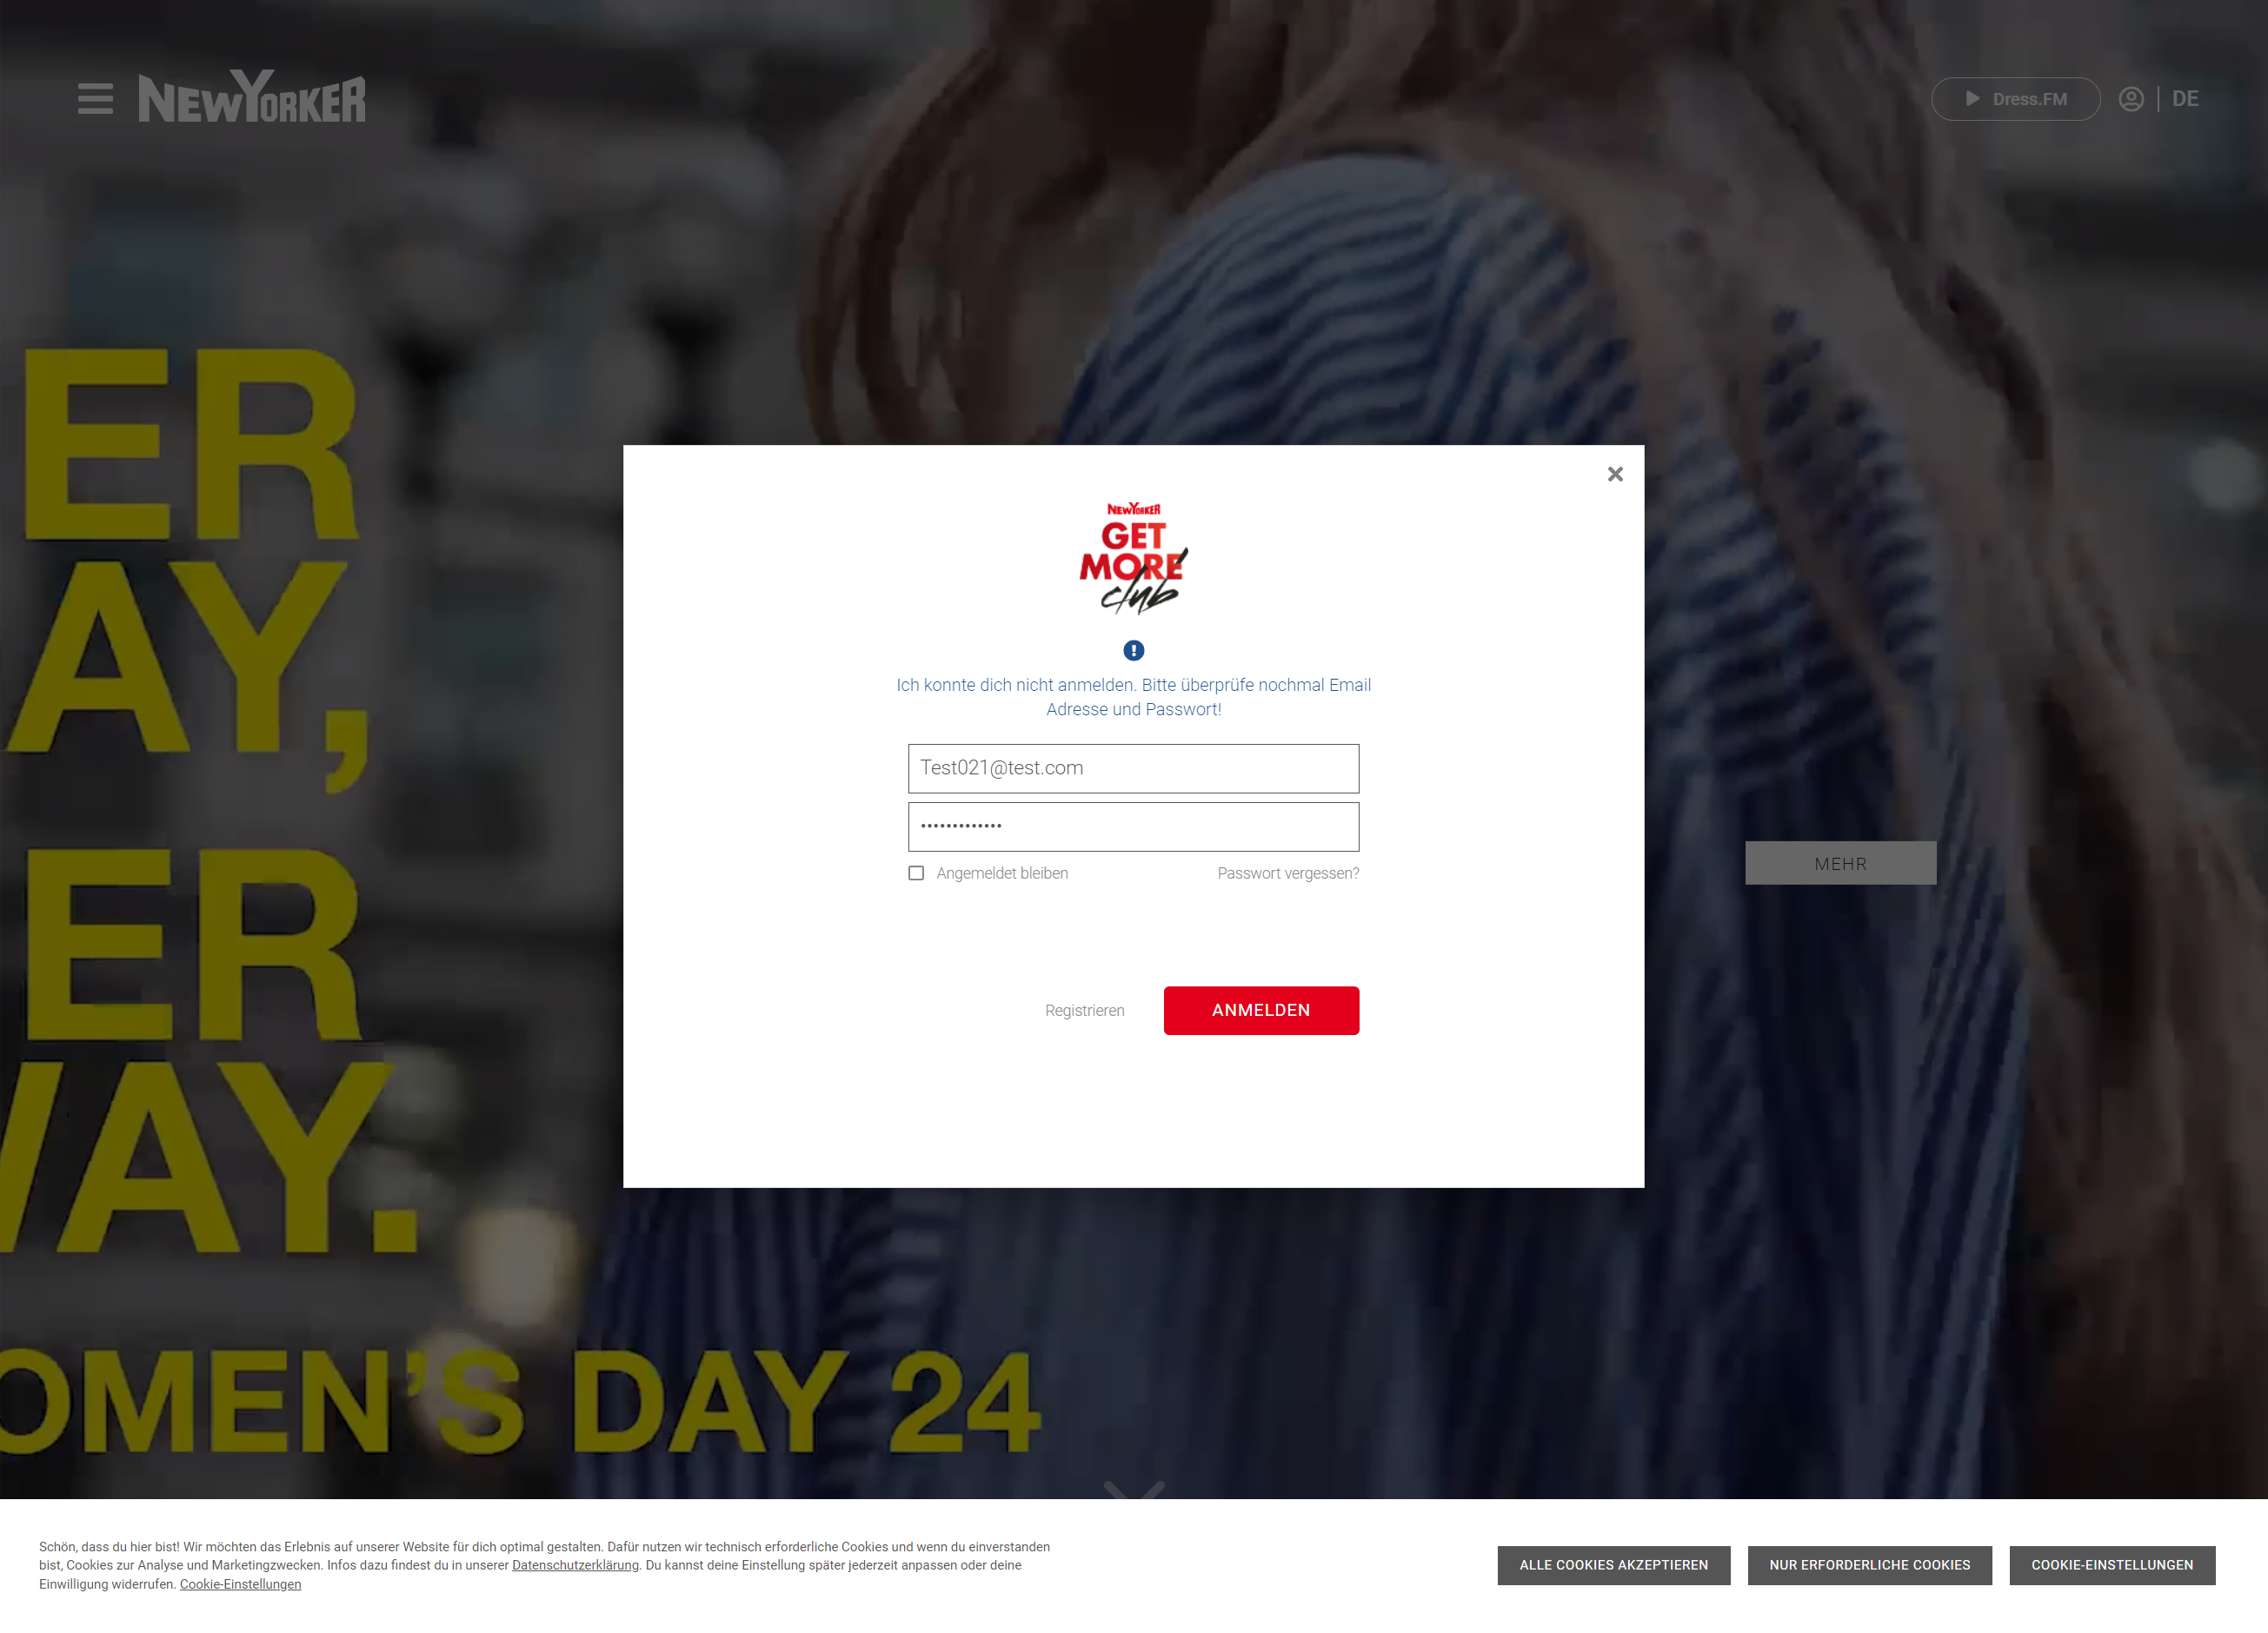 NEWYORKER
Dress.FM
DE
ER
AY,
ER
WAY.
OMEN'S DAY 24
NEWYORKER
GET
MORE
club
Ich konnte dich nicht anmelden. Bitte überprüfe nochmal Email
Adresse und Passwort!
Test021@test.com
•••••••••••••
Angemeldet bleiben
Passwort vergessen?
Registrieren
ANMELDEN
MEHR
Schön, dass du hier bist! Wir möchten das Erlebnis auf unserer Website für dich optimal gestalten. Dafür nutzen wir technisch erforderliche Cookies und wenn du einverstanden
bist, Cookies zur Analyse und Marketingzwecken. Infos dazu findest du in unserer Datenschutzerklärung. Du kannst deine Einstellung später jederzeit anpassen oder deine
Einwilligung widerrufen. Cookie-Einstellungen
ALLE COOKIES AKZEPTIEREN
NUR ERFORDERLICHE COOKIES
COOKIE-EINSTELLUNGEN